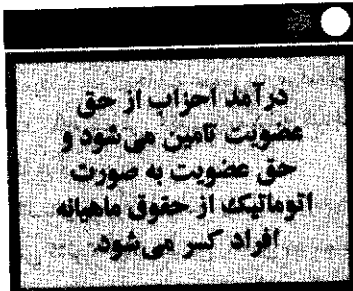 درآمد احزاب از حق
عضویت تامین می‌شود و
حق عضویت به صورت
اتوماتیک از حقوق ماهیانه
افراد کسر می‌شود.